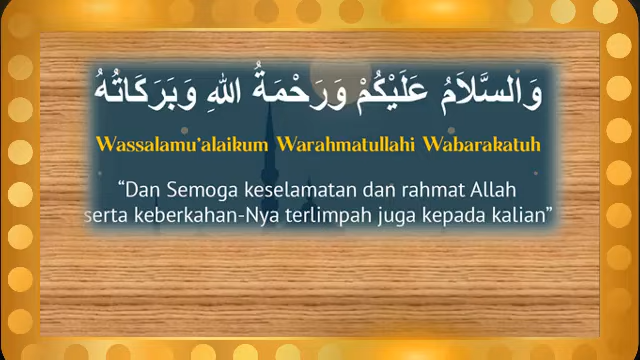 وَالسَّلاَمُ عَلَيْكُمْ وَرَحْمَةُ اللهِ وَبَرَكَاتُهُ
Wassalamu'alaikum Warahmatullahi Wabarakatuh
“Dan Semoga keselamatan dan rahmat Allah
serta keberkahan-Nya terlimpah juga kepada kalian”